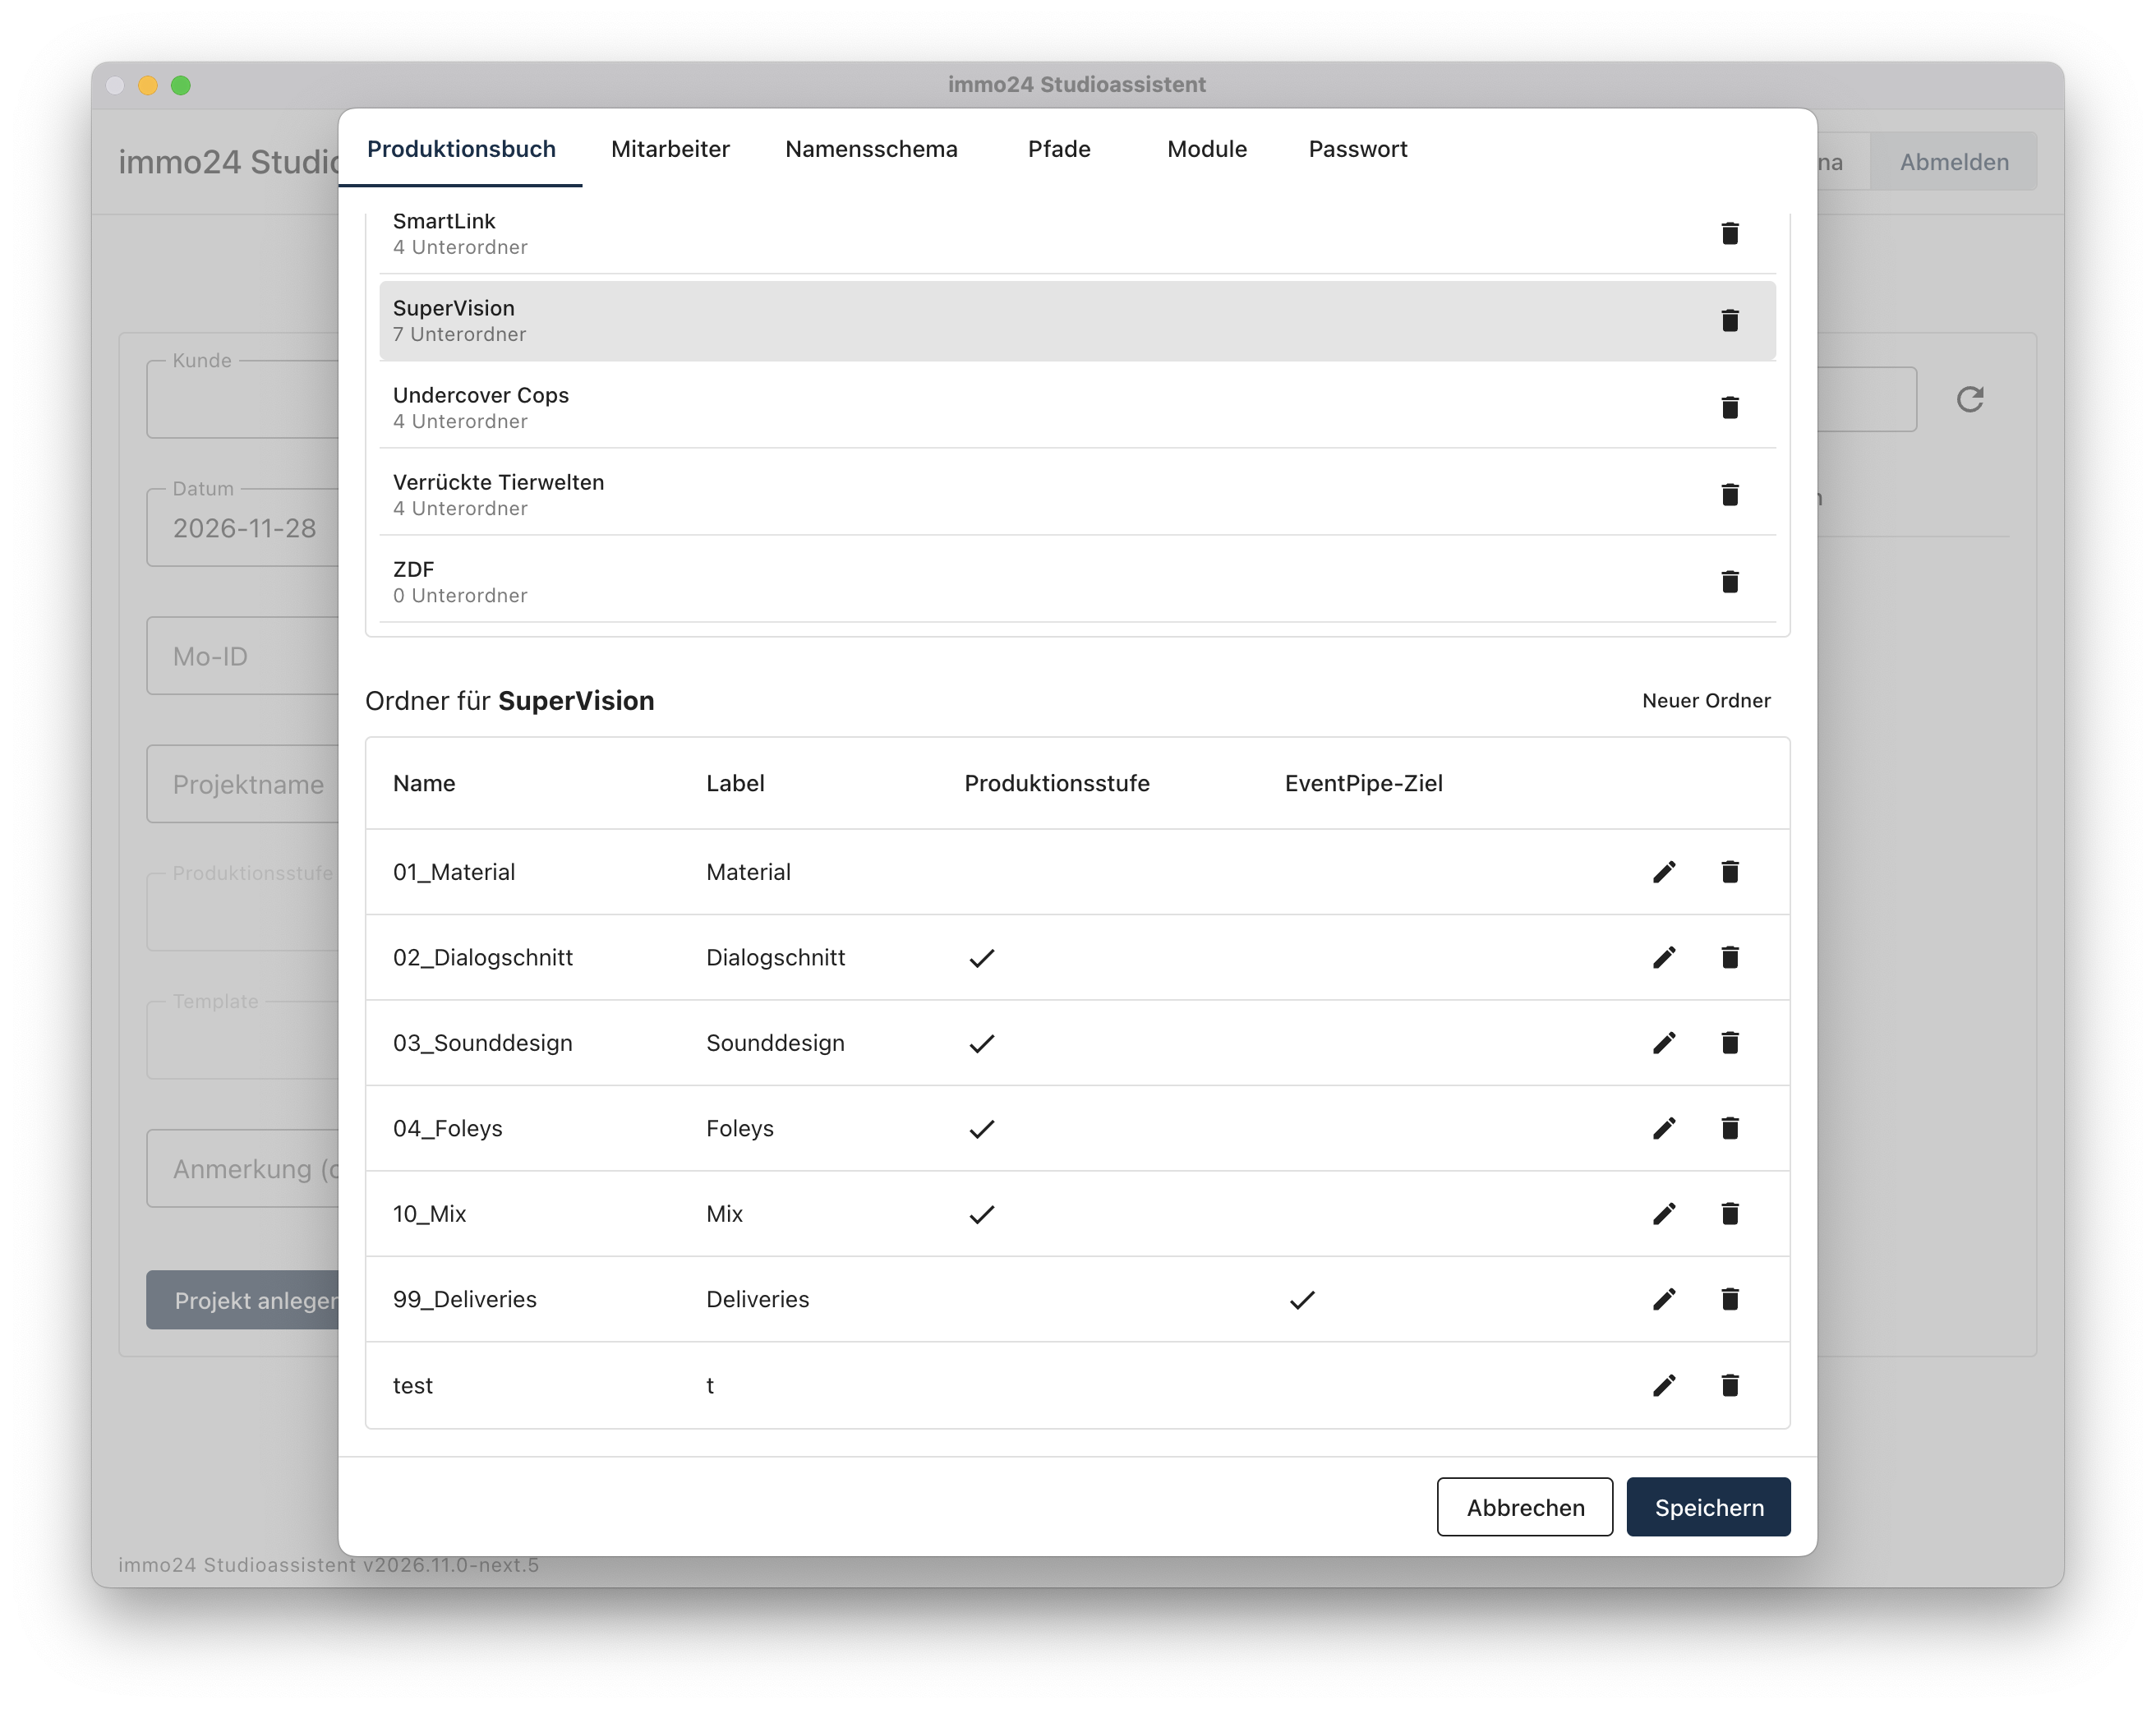 immo24 Studioassistent
immo24 Studio
Abmelden
Produktionsbuch Mitarbeiter Namensschema Pfade Module Passwort
SmartLink
4 Unterordner
SuperVision
7 Unterordner
Undercover Cops
4 Unterordner
Verrückte Tierwelten
4 Unterordner
ZDF
0 Unterordner
Ordner für SuperVision
Neuer Ordner
Name Label Produktionsstufe EventPipe-Ziel
01_Material Material
02_Dialogschnitt Dialogschnitt
03_Sounddesign Sounddesign
04_Foleys Foleys
10_Mix Mix
99_Deliveries Deliveries
test t
Abbrechen Speichern
Kunde
Datum
2026-11-28
Mo-ID
Projektname
Produktionsstufe
Template
Anmerkung
Projekt anlegen
immo24 Studioassistent v2026.11.0-next.5